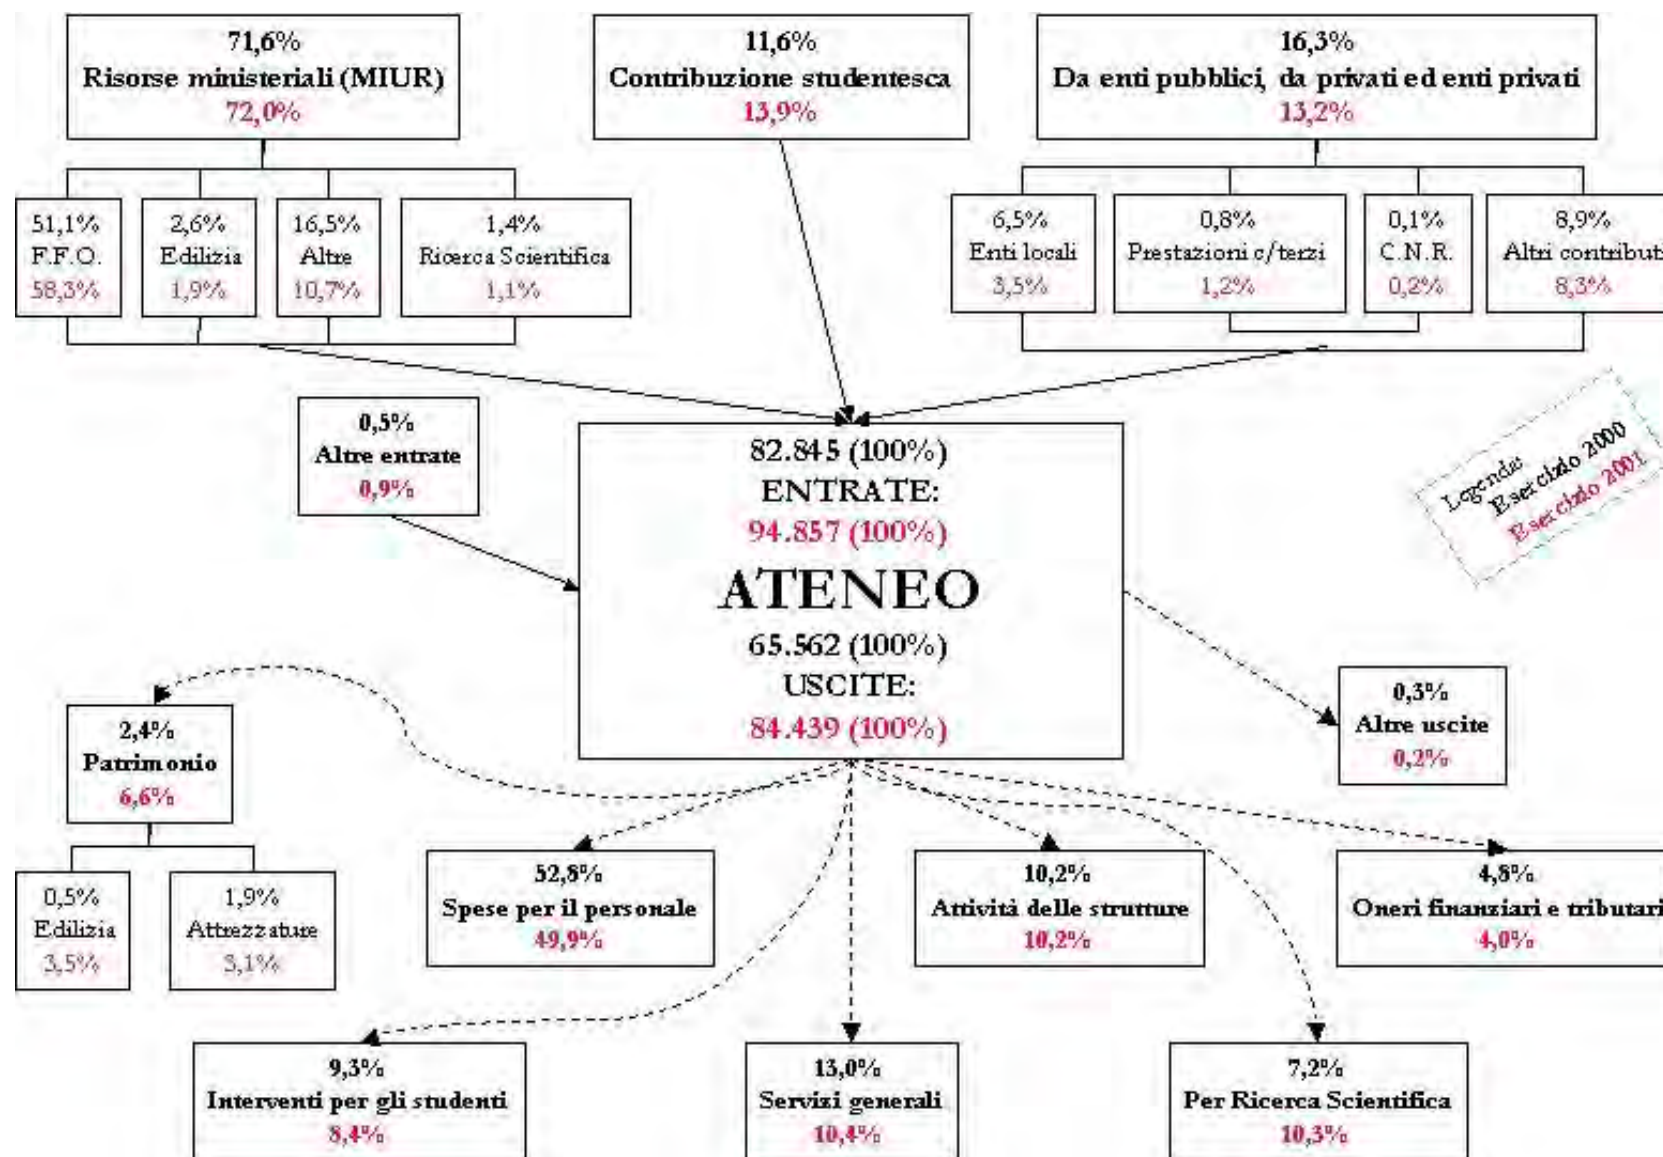 71,6%
Risorse ministeriali (MIUR)
72,0%
11,6%
Contribuzione studentesca
13,9%
16,3%
Da enti pubblici, da privati ed enti privati
13,2%
51,1%
F.F.O.
58,3%
2,6%
Edilizia
1,9%
16,5%
Altre
10,7%
1,4%
Ricerca Scientifica
1,1%
6,5%
Enti locali
3,5%
0,8%
Prestazioni c/terzi
1,2%
0,1%
C.N.R.
0,2%
8,9%
Altri contributi
8,3%
0,5%
Altre entrate
0,9%
82.845 (100%)
ENTRATE:
94.857 (100%)
ATENEO
65.562 (100%)
USCITE:
84.439 (100%)
Legenda:
Esercizio 2000
Esercizio 2001
0,3%
Altre uscite
0,2%
2,4%
Patrimonio
6,6%
0,5%
Edilizia
3,5%
1,9%
Attrezzature
3,1%
52,8%
Spese per il personale
49,9%
10,2%
Attività delle strutture
10,2%
4,8%
Oneri finanziari e tributari
4,0%
9,3%
Interventi per gli studenti
8,4%
13,0%
Servizi generali
10,4%
7,2%
Per Ricerca Scientifica
10,3%